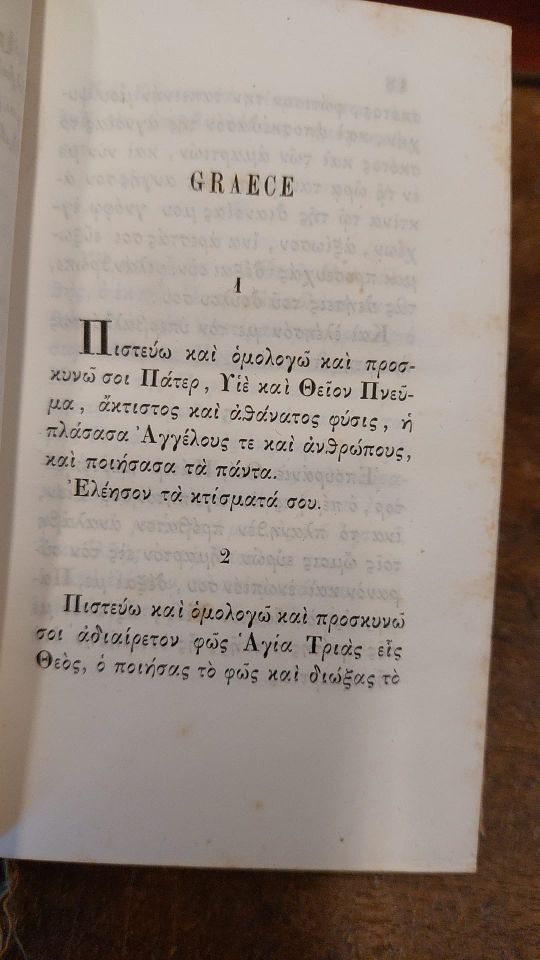 GRAECE
1
Πιστεύω καὶ ὁμολογῶ καὶ προσ-
κυνῶ σοι Πάτερ, Υἱὲ καὶ Θεῖον Πνεῦ-
μα, ἄκτιστος καὶ ἀθάνατος φύσις, ἡ
πλάσασα Ἀγγέλους τε καὶ ἀνθρώπους,
καὶ ποιήσασα τὰ πάντα.
Ἐλέησον τὰ κτίσματά σου.
2
Πιστεύω καὶ ὁμολογῶ καὶ προσκυνῶ
σοι ἀδιαίρετον φῶς Ἁγία Τριὰς εἷς
Θεὸς, ὁ ποιήσας τὸ φῶς καὶ διώξας τὸ